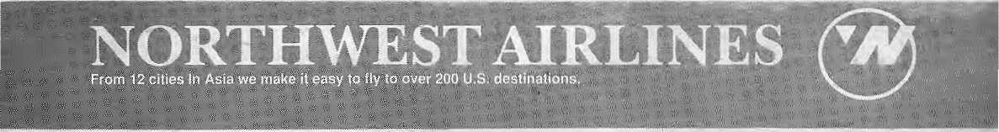 NORTHWEST AIRLINES
From 12 cities In Asia we make it easy to fly to over 200 U.S. destinations.